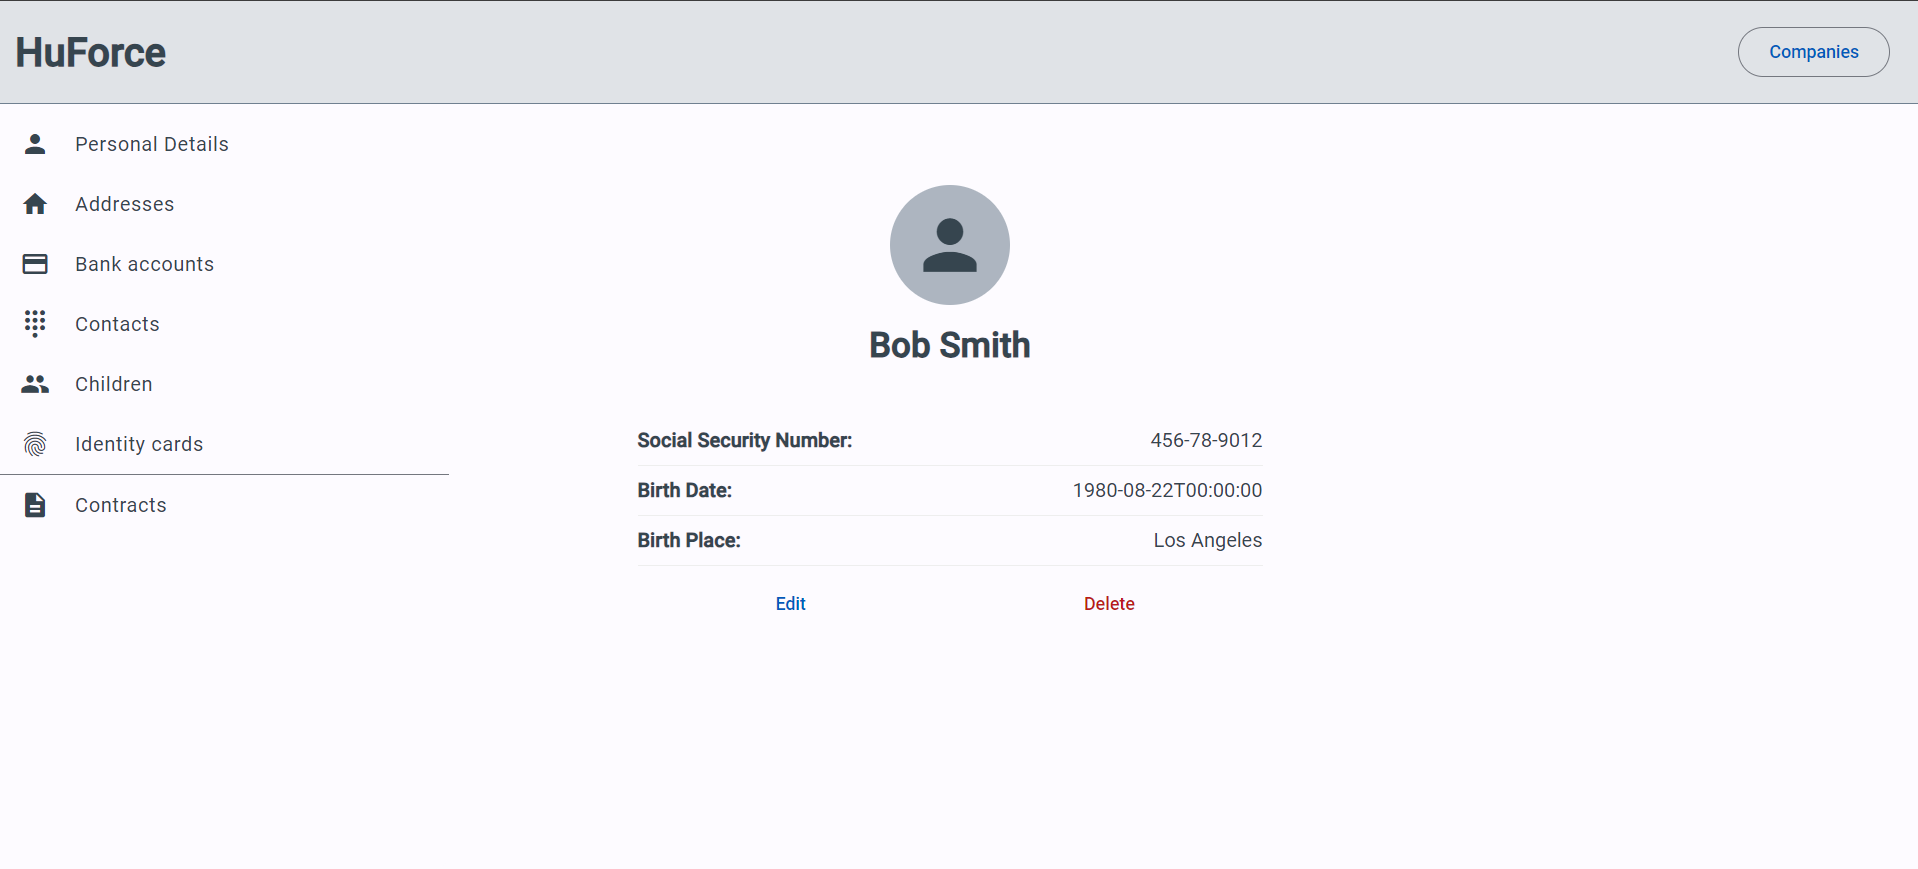 HuForce
Companies
Personal Details
Addresses
Bank accounts
Contacts
Children
Identity cards
Contracts
Bob Smith
Social Security Number: 456-78-9012
Birth Date: 1980-08-22T00:00:00
Birth Place: Los Angeles
Edit Delete